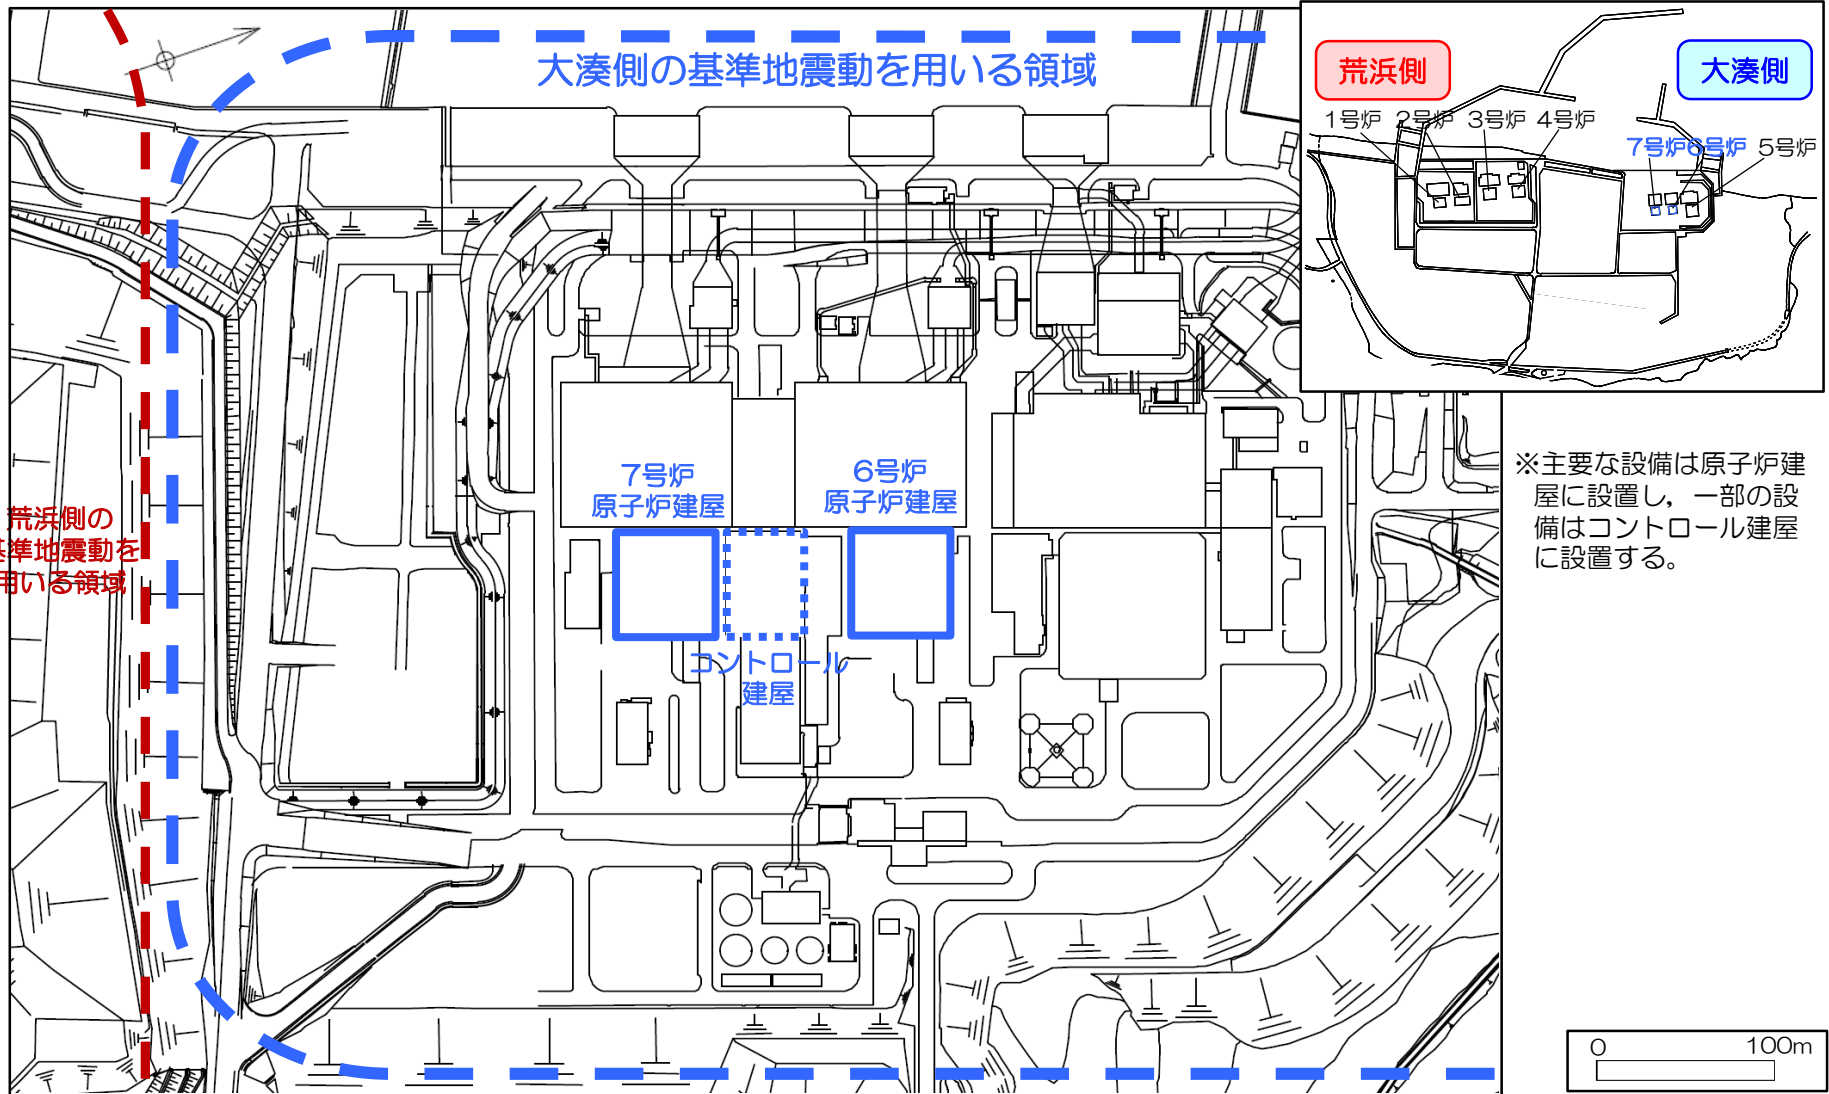 大湊側の基準地震動を用いる領域
荒浜側
大湊側
1号炉 2号炉 3号炉 4号炉
7号炉6号炉 5号炉
7号炉
原子炉建屋
6号炉
原子炉建屋
コントロール
建屋
荒浜側の
基準地震動を
用いる領域
※主要な設備は原子炉建
屋に設置し，一部の設
備はコントロール建屋
に設置する。
0 100m